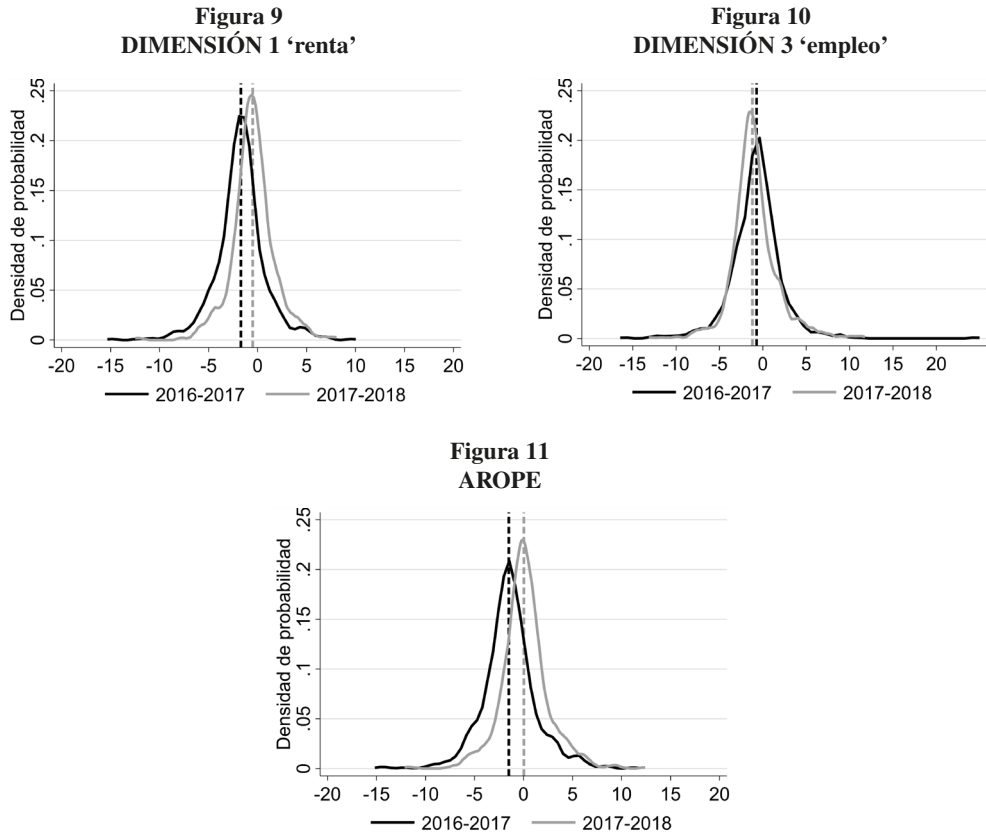 Figura 9
DIMENSIÓN 1 ‘renta’
Densidad de probabilidad
0 .05 .1 .15 .2 .25
-20 -15 -10 -5 0 5 10 15 20
2016-2017 2017-2018
Figura 10
DIMENSIÓN 3 ‘empleo’
Densidad de probabilidad
0 .05 .1 .15 .2 .25
-20 -15 -10 -5 0 5 10 15 20
2016-2017 2017-2018
Figura 11
AROPE
Densidad de probabilidad
0 .05 .1 .15 .2 .25
-20 -15 -10 -5 0 5 10 15 20
2016-2017 2017-2018